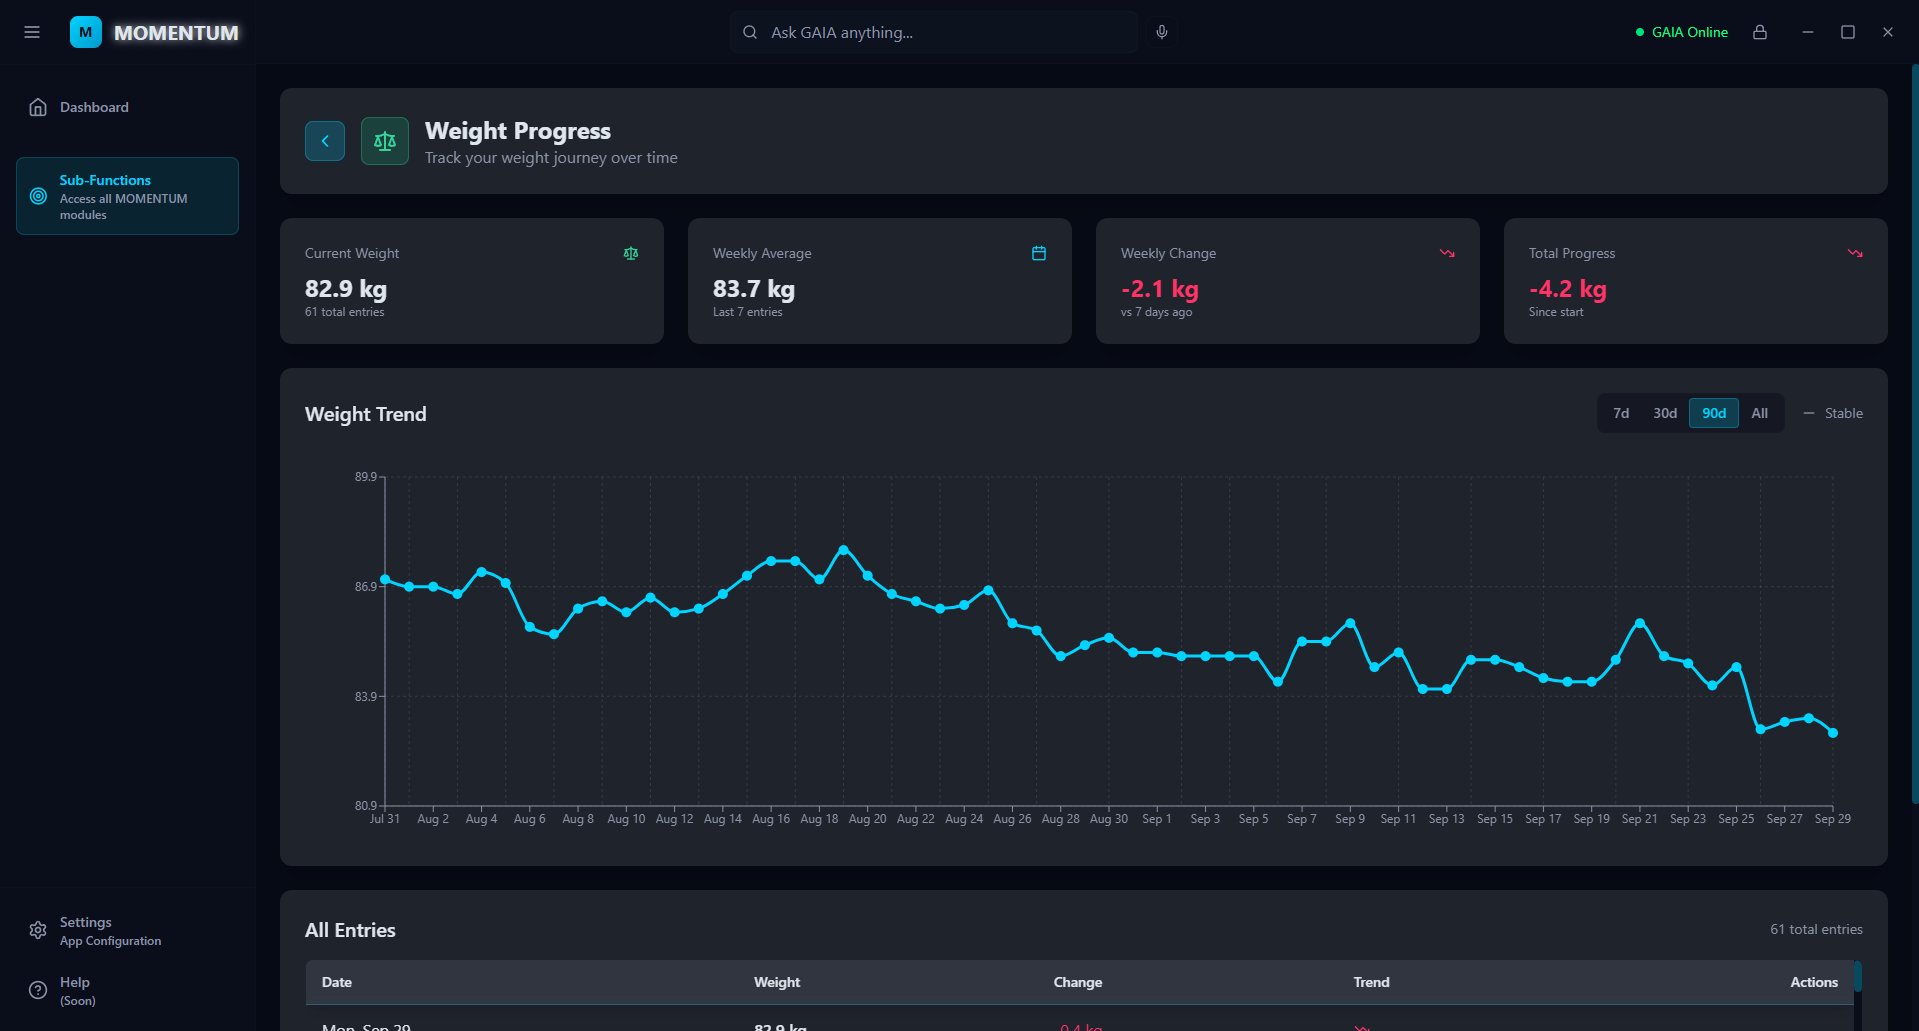 M MOMENTUM
Ask GAIA anything...
GAIA Online
Dashboard
Sub-Functions
Access all MOMENTUM
modules
Settings
App Configuration
Help
(Soon)
Weight Progress
Track your weight journey over time
Current Weight
82.9 kg
61 total entries
Weekly Average
83.7 kg
Last 7 entries
Weekly Change
-2.1 kg
vs 7 days ago
Total Progress
-4.2 kg
Since start
Weight Trend
7d 30d 90d All Stable
89.9
86.9
83.9
80.9
Jul 31 Aug 2 Aug 4 Aug 6 Aug 8 Aug 10 Aug 12 Aug 14 Aug 16 Aug 18 Aug 20 Aug 22 Aug 24 Aug 26 Aug 28 Aug 30 Sep 1 Sep 3 Sep 5 Sep 7 Sep 9 Sep 11 Sep 13 Sep 15 Sep 17 Sep 19 Sep 21 Sep 23 Sep 25 Sep 27 Sep 29
All Entries
61 total entries
Date Weight Change Trend Actions
Mon, Sep 29 82.9 kg -0.4 kg